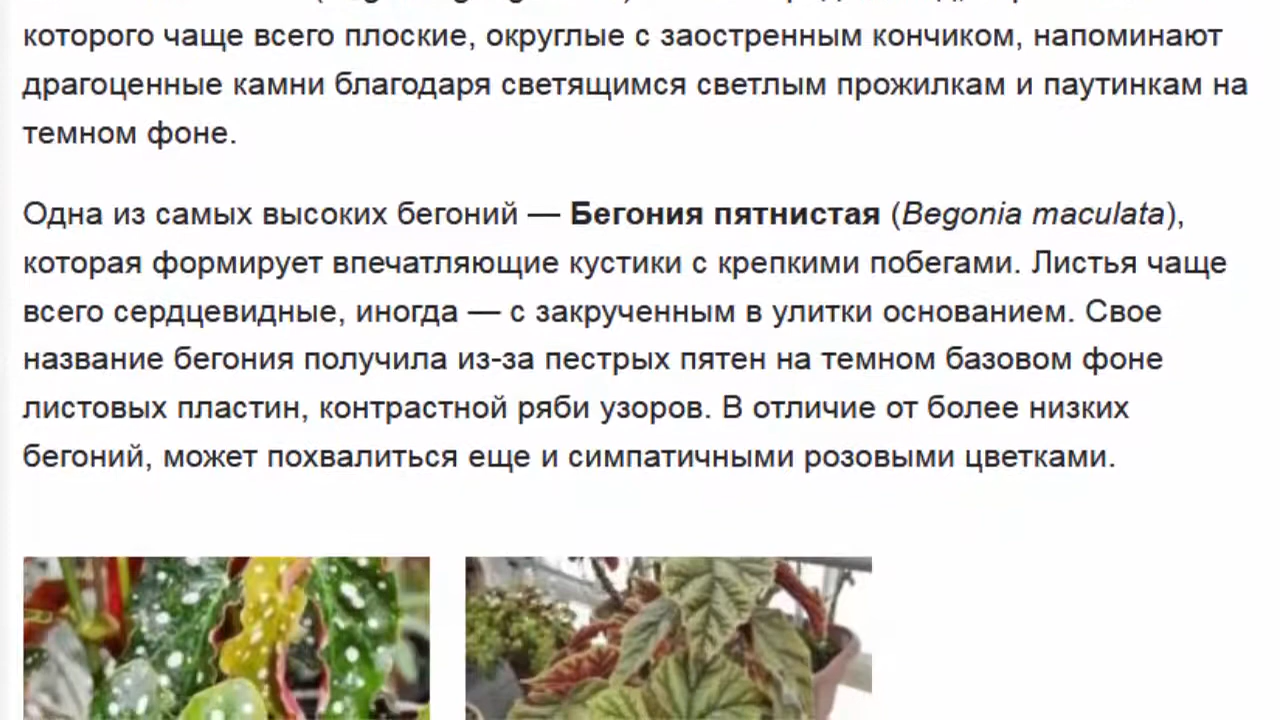 которого чаще всего плоские, округлые с заостренным кончиком, напоминают
драгоценные камни благодаря светящимся светлым прожилкам и паутинкам на
темном фоне.
Одна из самых высоких бегоний — Бегония пятнистая (Begonia maculata),
которая формирует впечатляющие кустики с крепкими побегами. Листья чаще
всего сердцевидные, иногда — с закрученным в улитки основанием. Свое
название бегония получила из-за пестрых пятен на темном базовом фоне
листовых пластин, контрастной ряби узоров. В отличие от более низких
бегоний, может похвалиться еще и симпатичными розовыми цветками.